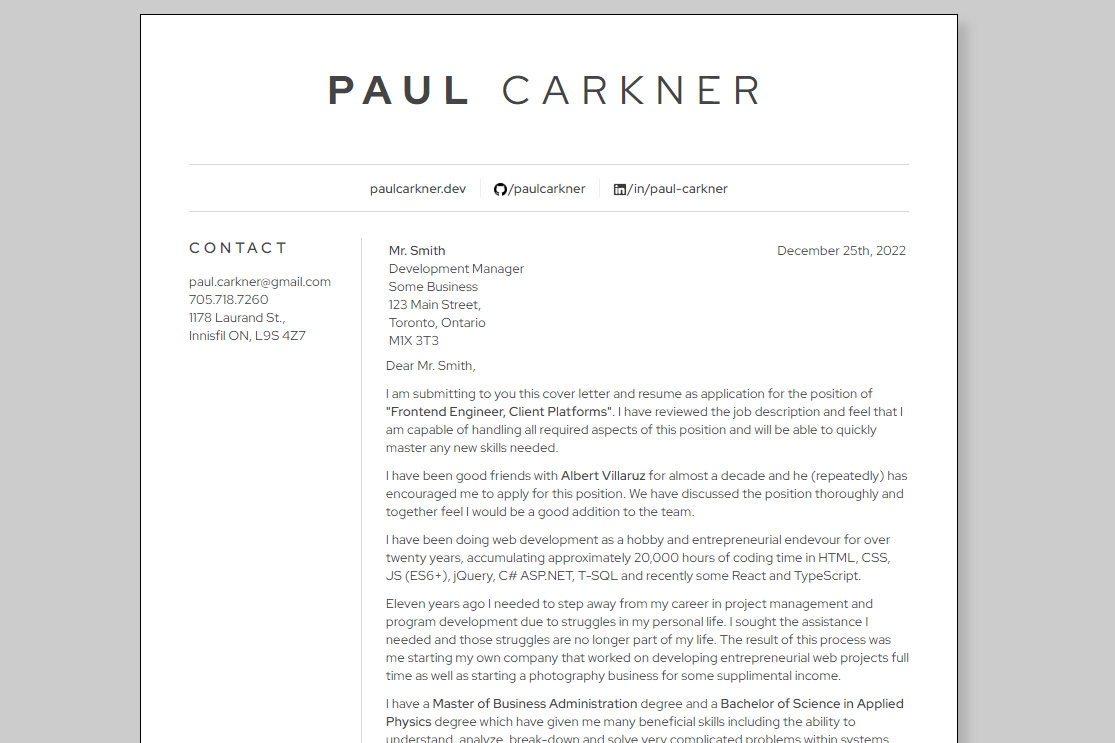 PAUL CARKNER
paulcarkner.dev
/paulcarkner
in/in/paul-carkner
CONTACT
paul.carkner@gmail.com
705.718.7260
1178 Laurand St.,
Innisfil ON, L9S 4Z7
Mr. Smith
December 25th, 2022
Development Manager
Some Business
123 Main Street,
Toronto, Ontario
M1X 3T3
Dear Mr. Smith,
I am submitting to you this cover letter and resume as application for the position of
"Frontend Engineer, Client Platforms". I have reviewed the job description and feel that I
am capable of handling all required aspects of this position and will be able to quickly
master any new skills needed.
I have been good friends with Albert Villaruz for almost a decade and he (repeatedly) has
encouraged me to apply for this position. We have discussed the position thoroughly and
together feel I would be a good addition to the team.
I have been doing web development as a hobby and entrepreneurial endevour for over
twenty years, accumulating approximately 20,000 hours of coding time in HTML, CSS,
JS (ES6+), jQuery, C# ASP.NET, T-SQL and recently some React and TypeScript.
Eleven years ago I needed to step away from my career in project management and
program development due to struggles in my personal life. I sought the assistance I
needed and those struggles are no longer part of my life. The result of this process was
me starting my own company that worked on developing entrepreneurial web projects full
time as well as starting a photography business for some supplimental income.
I have a Master of Business Administration degree and a Bachelor of Science in Applied
Physics degree which have given me many beneficial skills including the ability to
understand, analyze, break-down and solve very complicated problems within systems